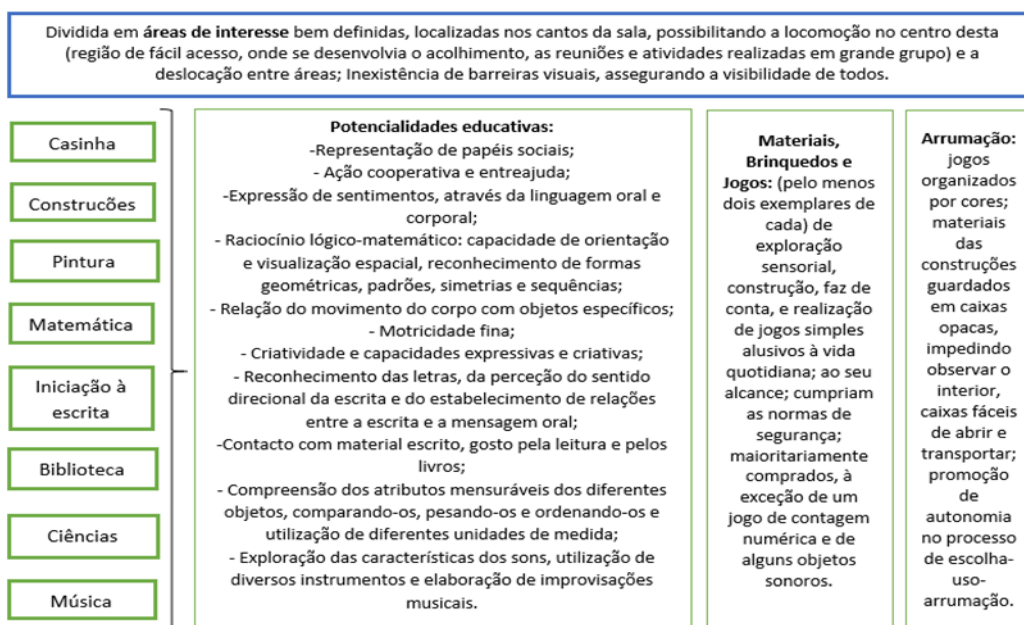 Dividida em áreas de interesse bem definidas, localizadas nos cantos da sala, possibilitando a locomoção no centro desta
(região de fácil acesso, onde se desenvolvia o acolhimento, as reuniões e atividades realizadas em grande grupo) e a
deslocação entre áreas; Inexistência de barreiras visuais, assegurando a visibilidade de todos.
Casinha
Construcões
Pintura
Matemática
Iniciação à
escrita
Biblioteca
Ciências
Música
Potencialidades educativas:
-Representação de papéis sociais;
- Ação cooperativa e entreajuda;
-Expressão de sentimentos, através da linguagem oral e
corporal;
- Raciocínio lógico-matemático: capacidade de orientação
e visualização espacial, reconhecimento de formas
geométricas, padrões, simetrias e sequências;
- Relação do movimento do corpo com objetos específicos;
- Motricidade fina;
- Criatividade e capacidades expressivas e criativas;
- Reconhecimento das letras, da perceção do sentido
direcional da escrita e do estabelecimento de relações
entre a escrita e a mensagem oral;
-Contacto com material escrito, gosto pela leitura e pelos
livros;
- Compreensão dos atributos mensuráveis dos diferentes
objetos, comparando-os, pesando-os e ordenando-os e
utilização de diferentes unidades de medida;
- Exploração das características dos sons, utilização de
diversos instrumentos e elaboração de improvisações
musicais.
Materiais,
Brinquedos e
Jogos: (pelo menos
dois exemplares de
cada) de
exploração
sensorial,
construção, faz de
conta, e realização
de jogos simples
alusivos à vida
quotidiana; ao seu
alcance; cumpriam
as normas de
segurança;
maioritariamente
comprados, à
exceção de um
jogo de contagem
numérica e de
alguns objetos
sonoros.
Arrumação:
jogos
organizados
por cores;
materiais
das
construções
guardados
em caixas
opacas,
impedindo
observar o
interior,
caixas fáceis
de abrir e
transportar;
promoção
de
autonomia
no processo
de escolha-
uso-
arrumação.